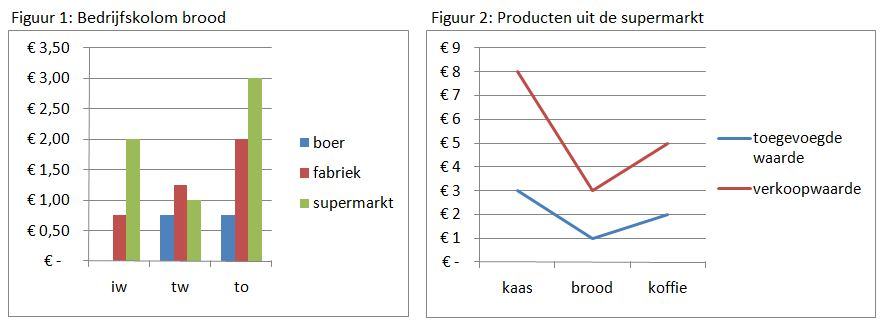 Figuur 1: Bedrijfskolom brood
€ 3,50
€ 3,00
€ 2,50
€ 2,00
€ 1,50
€ 1,00
€ 0,50
€ -
iw tw to
boer
fabriek
supermarkt
Figuur 2: Producten uit de supermarkt
€ 9
€ 8
€ 7
€ 6
€ 5
€ 4
€ 3
€ 2
€ 1
€ -
kaas brood koffie
toegevoegde
waarde
verkoopwaarde